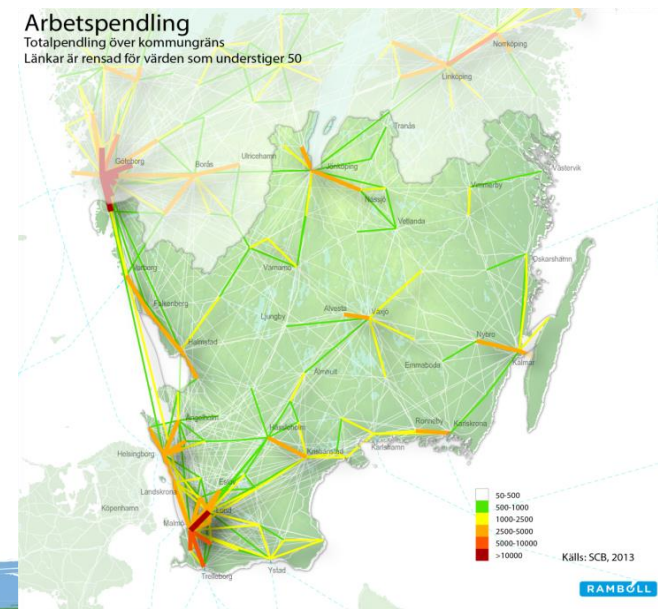 Arbetspendling
Totalpendling över kommungräns
Länkar är rensad för värden som understiger 50
Norrköping
Linköping
Tranås
Göteborg
Borås
Ulricehamn
Jönköping
Västervik
Vimmerby
Nässjö
Vetlanda
Oskarshamn
Varberg
Värnamo
Falkenberg
Ljungby
Alvesta
Växjö
Halmstad
Nybro
Kalmar
Emmaboda
Älmhult
Ängelholm
Hässleholm
Ronneby
Karlskrona
Helsingborg
Kristianstad
Karlshamn
Landskrona
Eslöv
Köpenhamn
Lund
Malmö
Trelleborg
Ystad
50-500
500-1000
1000-2500
2500-5000
5000-10000
>10000
Källs: SCB, 2013
RAMBOLL